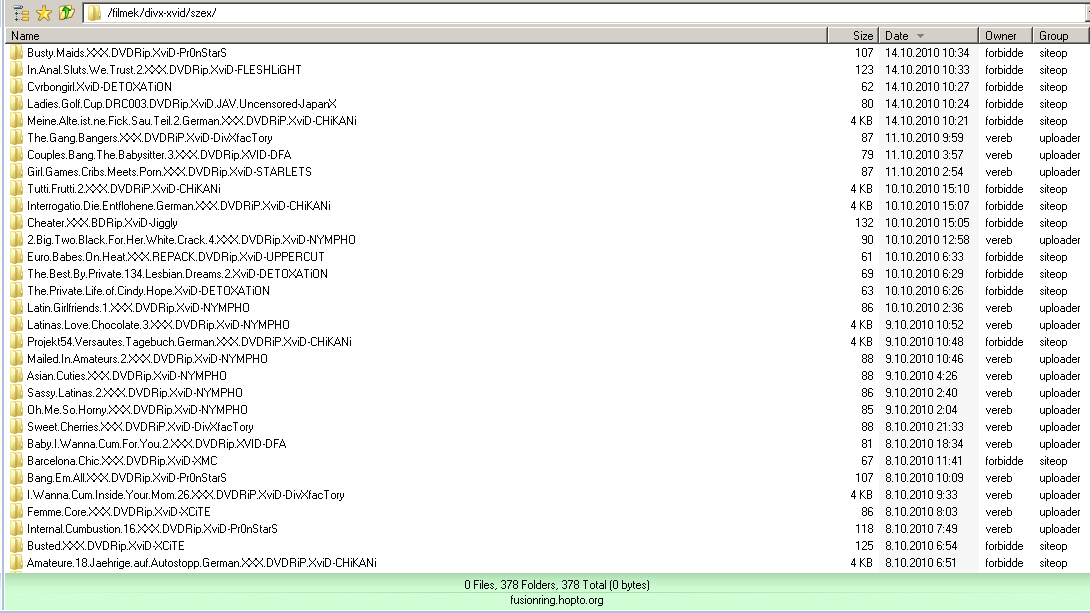 /filmek/divx-xvid/szex/
Name Size Date Owner Group
Busty.Maids.XXX.DVDRip.XviD-Pr0nStarS 107 14.10.2010 10:34 forbidde siteop
In.Anal.Sluts.We.Trust.2.XXX.DVDRip.XviD-FLESHLiGHT 123 14.10.2010 10:33 forbidde siteop
Cvrbongirl.XviD-DETOXATiON 62 14.10.2010 10:27 forbidde siteop
Ladies.Golf.Cup.DRC003.DVDRip.XviD.JAV.Uncensored-JapanX 80 14.10.2010 10:24 forbidde siteop
Meine.Alte.ist.ne.Fick.Sau.Teil.2.German.XXX.DVDRiP.XviD-CHiKANi 4 KB 14.10.2010 10:21 forbidde siteop
The.Gang.Bangers.XXX.DVDRip.XviD-DivXfacTory 87 11.10.2010 9:59 vereb uploader
Couples.Bang.The.Babysitter.3.XXX.DVDRip.XVID-DFA 79 11.10.2010 3:57 vereb uploader
Girl.Games.Cribs.Meets.Porn.XXX.DVDRip.XviD-STARLETS 87 11.10.2010 2:54 vereb uploader
Tutti.Frutti.2.XXX.DVDRiP.XviD-CHiKANi 4 KB 10.10.2010 15:10 forbidde siteop
Interrogatio.Die.Entflohene.German.XXX.DVDRiP.XviD-CHiKANi 4 KB 10.10.2010 15:07 forbidde siteop
Cheater.XXX.BDRip.XviD-Jiggly 132 10.10.2010 15:05 forbidde siteop
2.Big.Two.Black.For.Her.White.Crack.4.XXX.DVDRip.XviD-NYMPHO 90 10.10.2010 12:58 vereb uploader
Euro.Babes.On.Heat.XXX.REPACK.DVDRip.XviD-UPPERCUT 61 10.10.2010 6:33 forbidde siteop
The.Best.By.Private.134.Lesbian.Dreams.2.XviD-DETOXATiON 69 10.10.2010 6:29 forbidde siteop
The.Private.Life.of.Cindy.Hope.XviD-DETOXATiON 63 10.10.2010 6:26 forbidde siteop
Latin.Girlfriends.1.XXX.DVDRip.XviD-NYMPHO 86 10.10.2010 2:36 vereb uploader
Latinas.Love.Chocolate.3.XXX.DVDRip.XviD-NYMPHO 4 KB 9.10.2010 10:52 vereb uploader
Projekt54.Versautes.Tagebuch.German.XXX.DVDRiP.XviD-CHiKANi 4 KB 9.10.2010 10:48 forbidde siteop
Mailed.In.Amateurs.2.XXX.DVDRip.XviD-NYMPHO 88 9.10.2010 10:46 vereb uploader
Asian.Cuties.XXX.DVDRip.XviD-NYMPHO 88 9.10.2010 4:26 vereb uploader
Sassy.Latinas.2.XXX.DVDRip.XviD-NYMPHO 86 9.10.2010 2:40 vereb uploader
Oh.Me.So.Horny.XXX.DVDRip.XviD-NYMPHO 85 9.10.2010 2:04 vereb uploader
Sweet.Cherries.XXX.DVDRip.XviD-DivXfacTory 88 8.10.2010 21:33 vereb uploader
Baby.I.Wanna.Cum.For.You.2.XXX.DVDRip.XVID-DFA 81 8.10.2010 18:34 vereb uploader
Barcelona.Chic.XXX.DVDRip.XviD-XMC 67 8.10.2010 11:41 forbidde siteop
Bang.Em.All.XXX.DVDRip.XviD-Pr0nStarS 107 8.10.2010 10:09 vereb uploader
I.Wanna.Cum.Inside.Your.Mom.26.XXX.DVDRiP.XviD-DivXfacTory 4 KB 8.10.2010 9:33 vereb uploader
Femme.Core.XXX.DVDRip.XviD-XCiTE 86 8.10.2010 8:03 vereb uploader
Internal.Cumbustion.16.XXX.DVDRip.XviD-Pr0nStarS 118 8.10.2010 7:49 vereb uploader
Busted.XXX.DVDRip.XviD-XCiTE 125 8.10.2010 6:54 forbidde siteop
Amateure.18.Jaehrige.auf.Autostopp.German.XXX.DVDRiP.XviD-CHiKANi 4 KB 8.10.2010 6:51 forbidde siteop
0 Files, 378 Folders, 378 Total (0 bytes)
fusionring.hopto.org